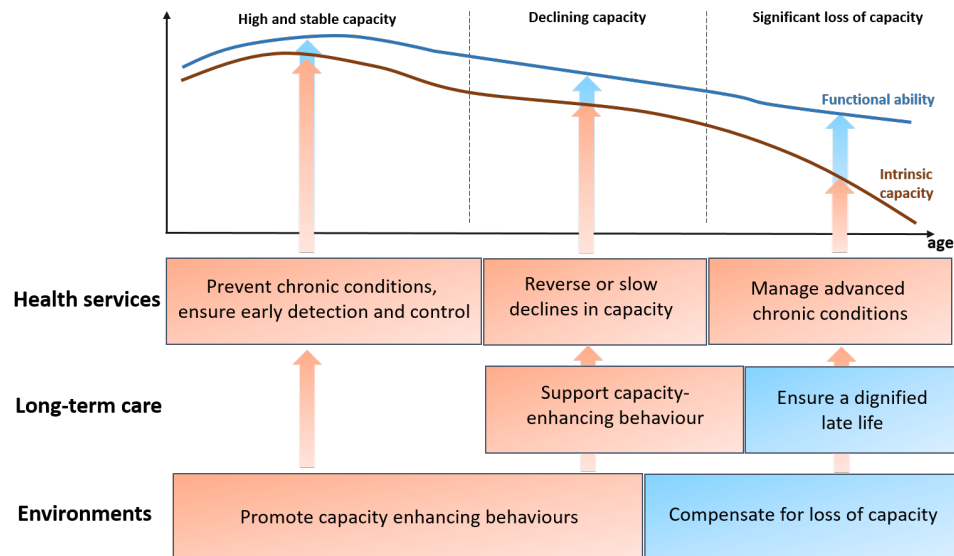 High and stable capacity
Declining capacity
Significant loss of capacity
Functional ability
Intrinsic
capacity
age
Health services
Prevent chronic conditions,
ensure early detection and control
Reverse or slow
declines in capacity
Manage advanced
chronic conditions
Long-term care
Support capacity-
enhancing behaviour
Ensure a dignified
late life
Environments
Promote capacity enhancing behaviours
Compensate for loss of capacity